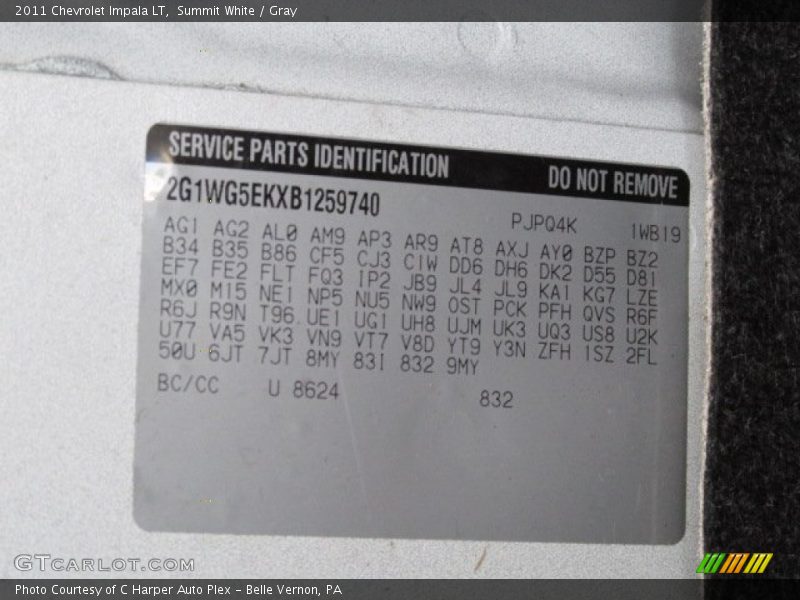 2011 Chevrolet Impala LT, Summit White / Gray
SERVICE PARTS IDENTIFICATION DO NOT REMOVE
2G1WG5EKXB1259740 PJPQ4K 1WB19
AG1 AG2 AL0 AM9 AP3 AR9 AT8 AXJ AY0 BZP BZ2
B34 B35 B86 CF5 CJ3 C1W DD6 DH6 DK2 D55 D81
EF7 FE2 FLT FQ3 IP2 JB9 JL4 JL9 KA1 KG7 LZE
MX0 M15 NE1 NP5 NU5 NW9 OST PCK PFH QVS R6F
R6J R9N T96 UE1 UG1 UH8 UJM UK3 UQ3 US8 U2K
U77 VA5 VK3 VN9 VT7 V8D YT9 Y3N ZFH 1SZ 2FL
50U 6JT 7JT 8MY 83I 832 9MY
BC/CC U 8624 832
GTCARLOT.COM
Photo Courtesy of C Harper Auto Plex - Belle Vernon, PA